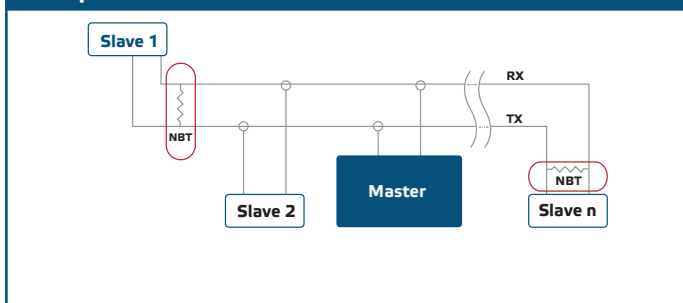 Slave 1
RX
TX
NBT
NBT
Master
Slave 2
Slave n